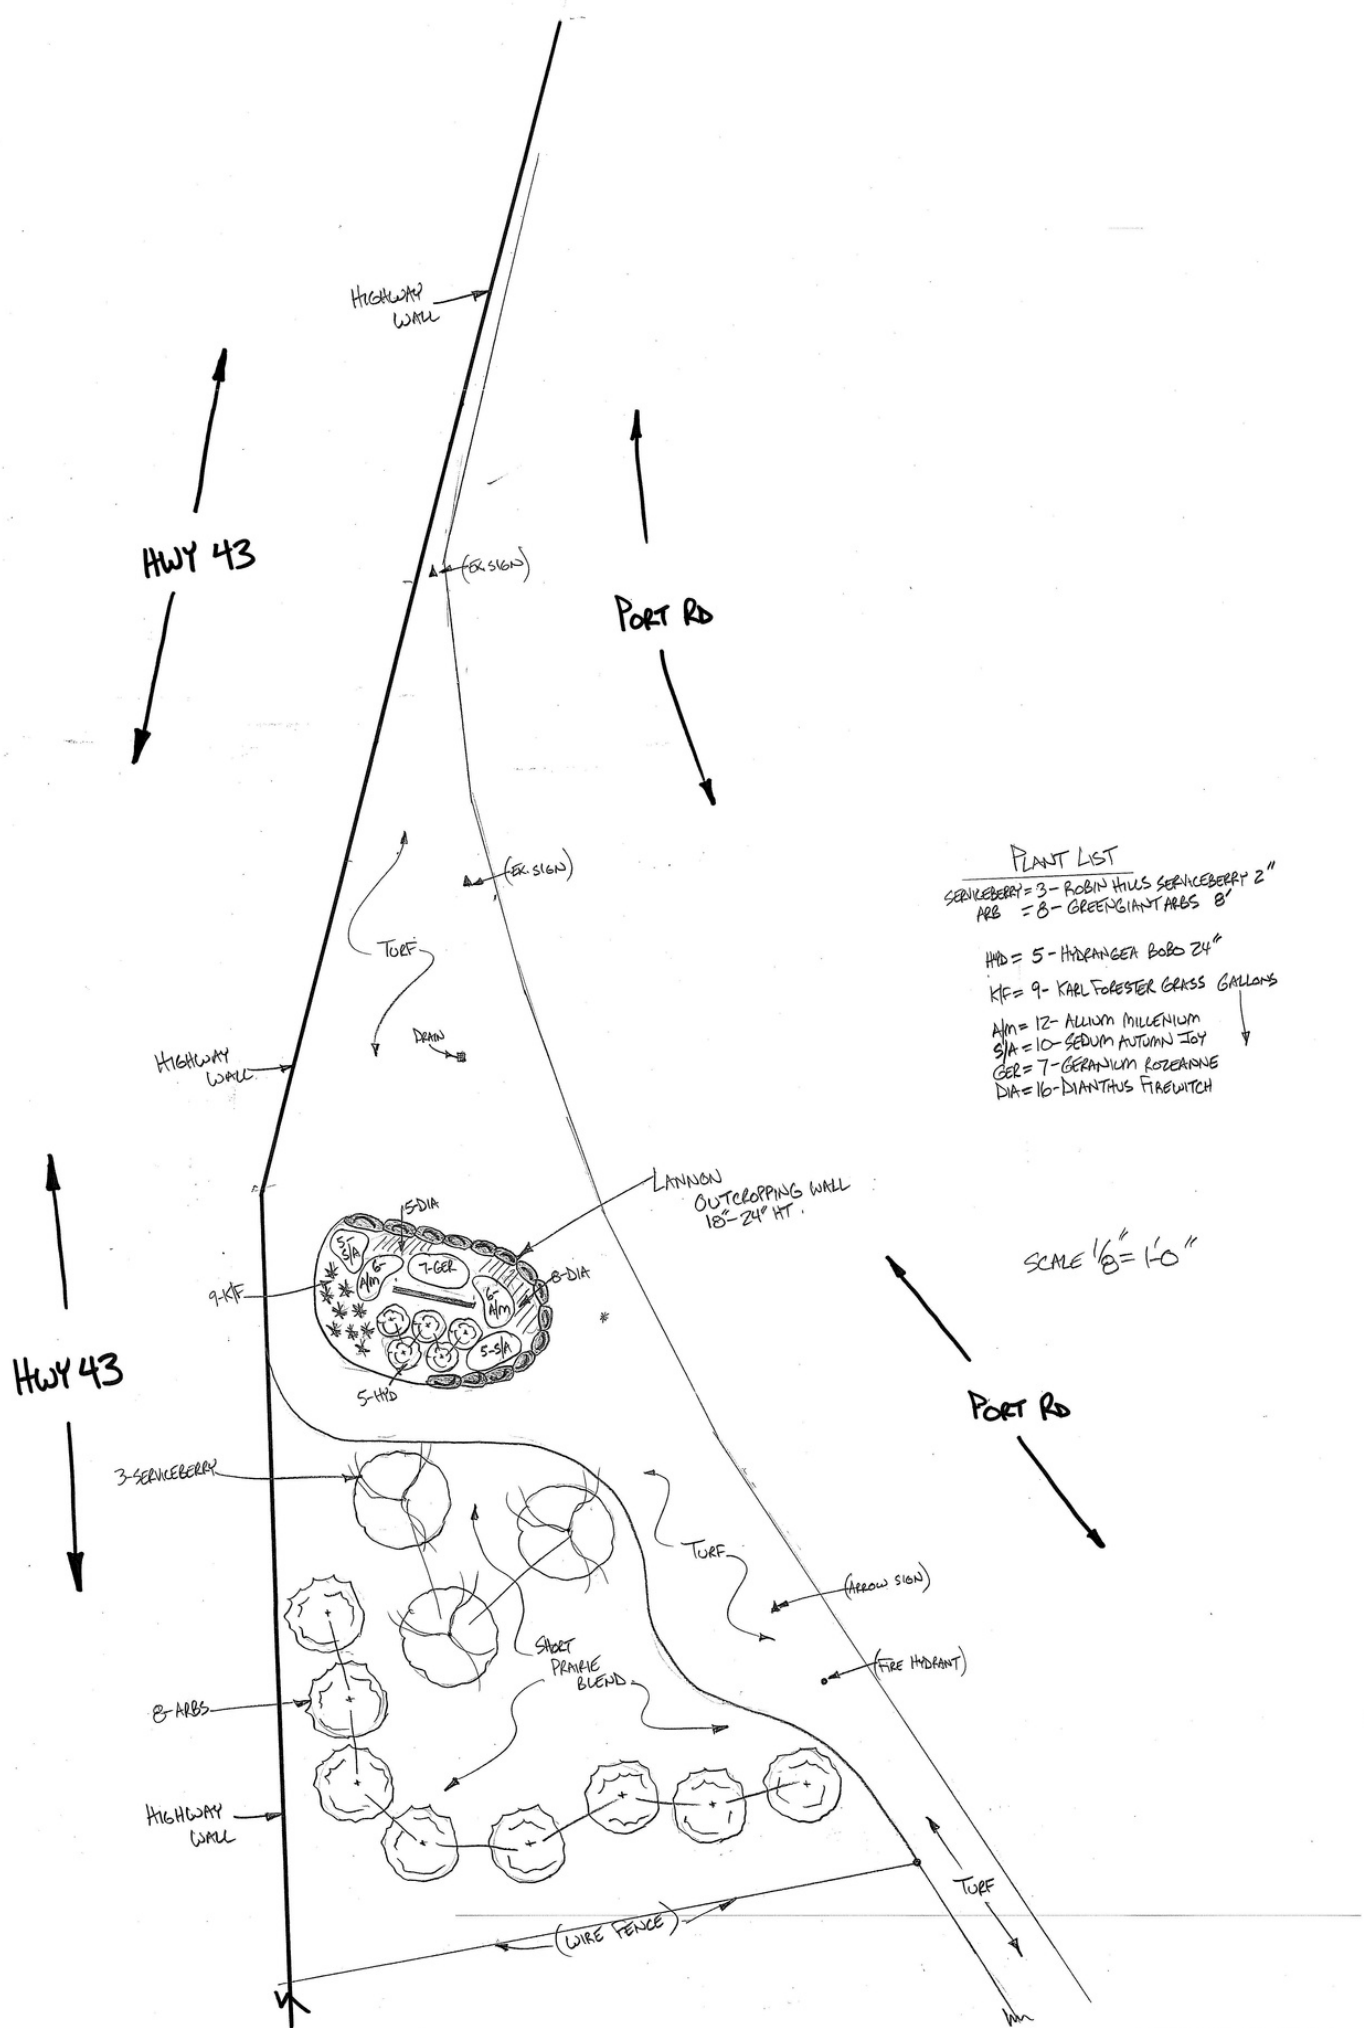 HIGHWAY
WALL
HWY 43
(EX. SIGN)
PORT RD
(EX. SIGN)
TURF
DRAIN
HIGHWAY
WALL
PLANT LIST
SERVICEBERRY = 3 - ROBIN HILLS SERVICEBERRY 2"
ARB = 8 - GREEN GIANT ARBS 8'
HYD = 5 - HYDRANGEA BOBO 24"
K/F = 9 - KARL FORESTER GRASS GALLONS
A/M = 12 - ALLIUM MILLENIUM
S/A = 10 - SEDUM AUTUMN JOY
GER = 7 - GERANIUM ROZEANNE
DIA = 16 - DIANTHUS FIREWITCH
LANNON
OUTCROPPING WALL
18"-24" HT.
SCALE 1/8" = 1'-0"
5-DIA
5-
S/A
6-
A/M
7-GER
8-DIA
6-
A/M
9-K/F
5-S/A
5-HYD
HWY 43
PORT RD
3-SERVICEBERRY
TURF
(ARROW SIGN)
(FIRE HYDRANT)
SHORT
PRAIRIE
BLEND
8-ARBS
HIGHWAY
WALL
TURF
(WIRE FENCE)